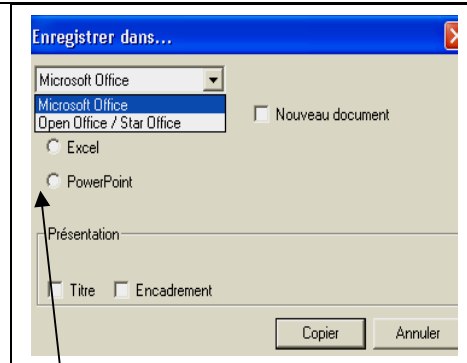 Enregistrer dans...
Microsoft Office
Microsoft Office
Open Office / Star Office
Nouveau document
Excel
PowerPoint
Présentation
Titre Encadrement
Copier Annuler